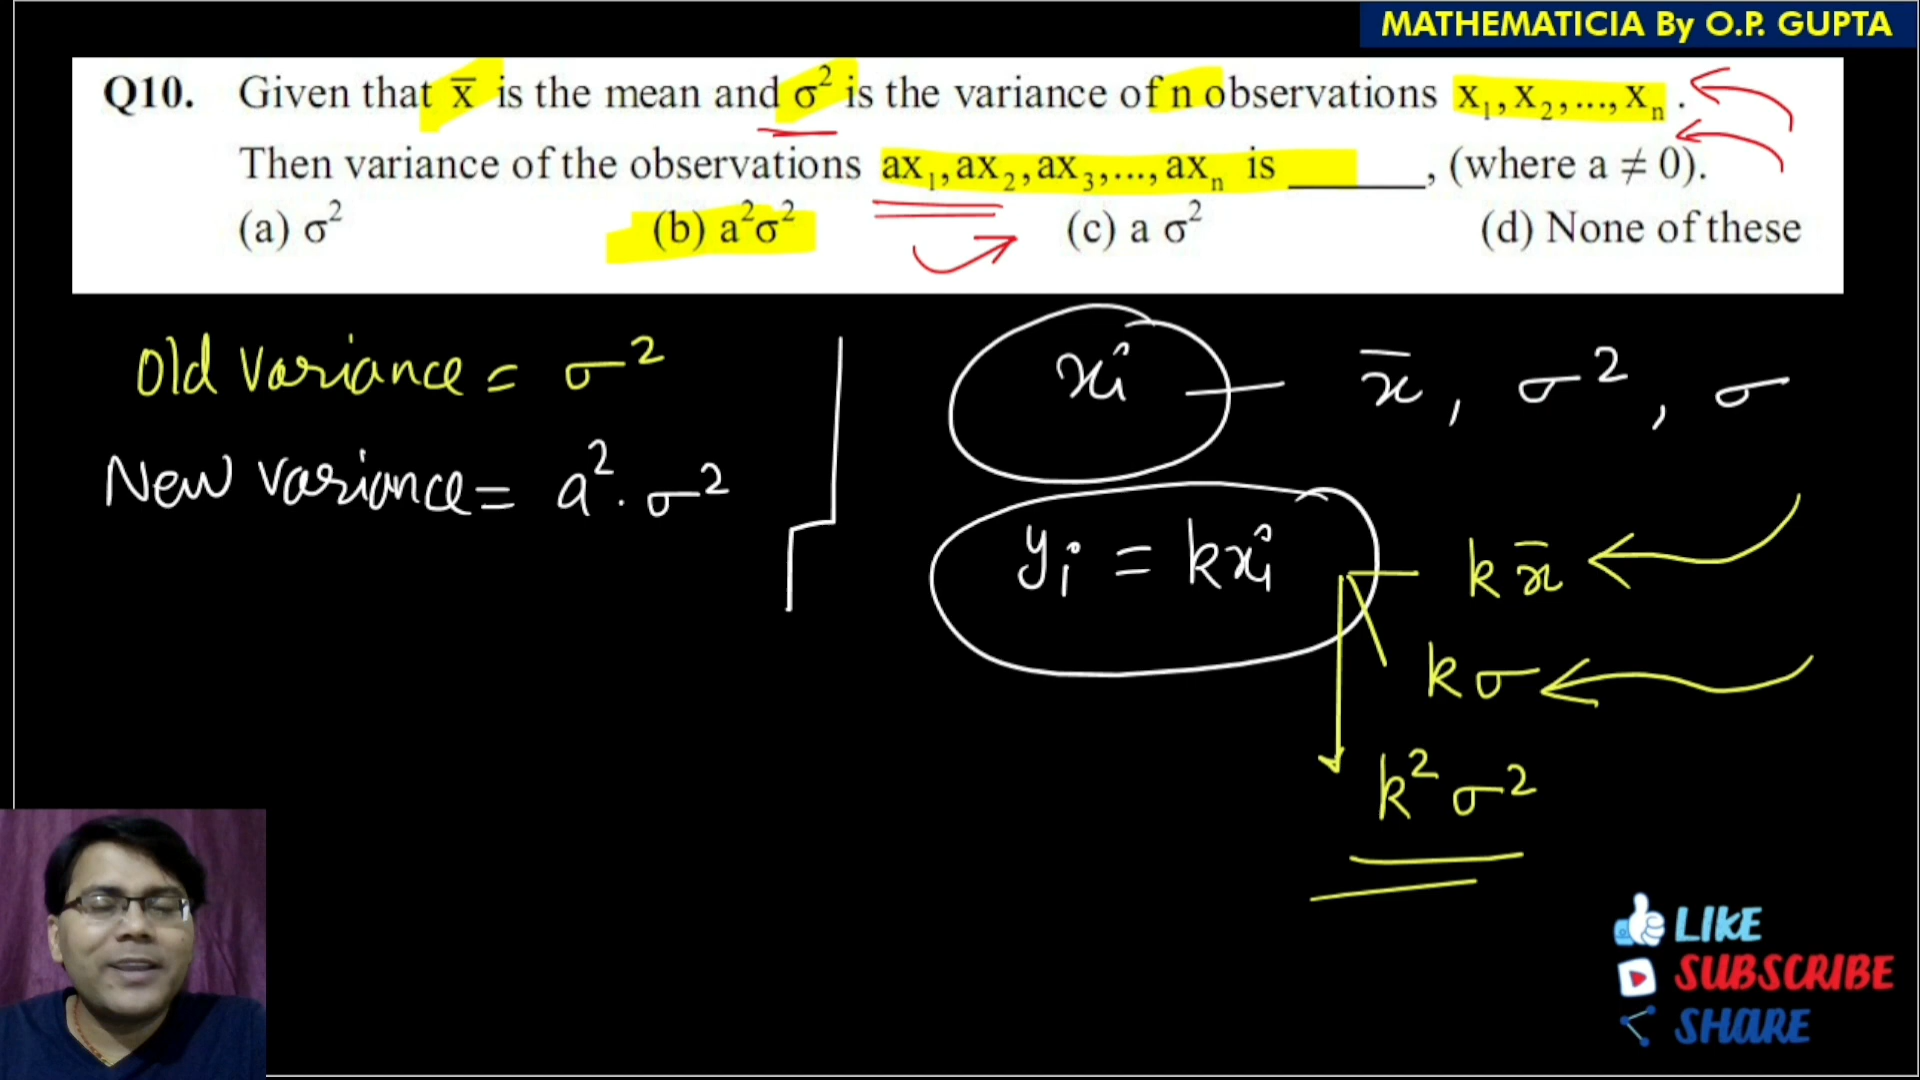 MATHEMATICIA By O.P. GUPTA
Q10. Given that x̄ is the mean and σ² is the variance of n observations x₁, x₂, ..., xₙ .
Then variance of the observations ax₁, ax₂, ax₃, ..., axₙ is ______, (where a ≠ 0).
(a) σ² (b) a²σ² (c) a σ² (d) None of these
Old Variance = σ²
New variance = a² . σ²
xi — x̄ , σ² , σ
yi = kxi — k x̄
kσ
k² σ²
LIKE
SUBSCRIBE
SHARE